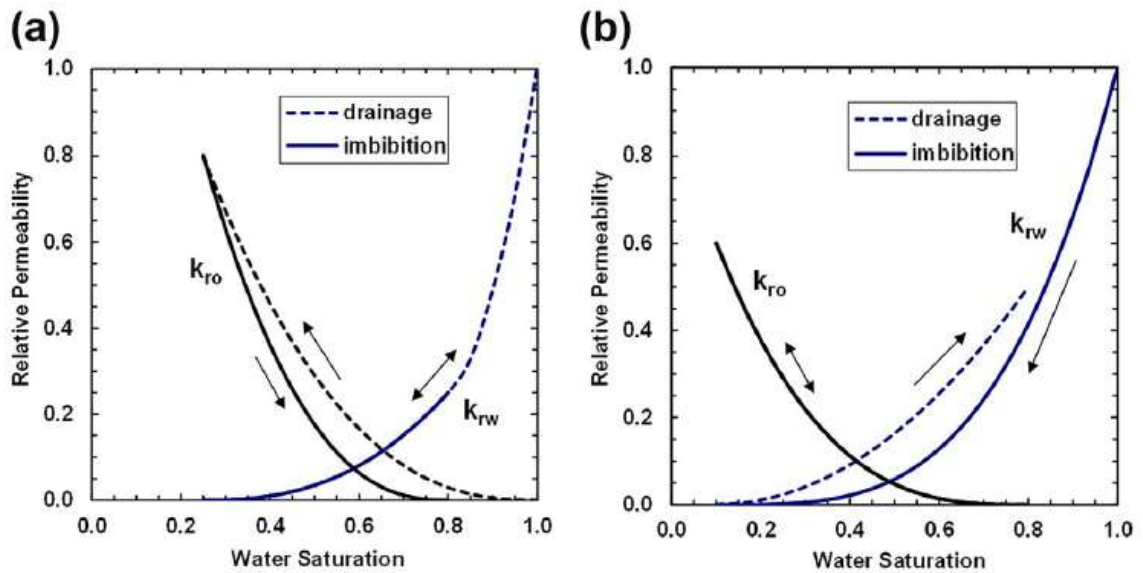 (a)
1.0
0.8
0.6
0.4
0.2
0.0
Relative Permeability
drainage
imbibition
kro
krw
0.0 0.2 0.4 0.6 0.8 1.0
Water Saturation
(b)
1.0
0.8
0.6
0.4
0.2
0.0
Relative Permeability
drainage
imbibition
krw
kro
0.0 0.2 0.4 0.6 0.8 1.0
Water Saturation